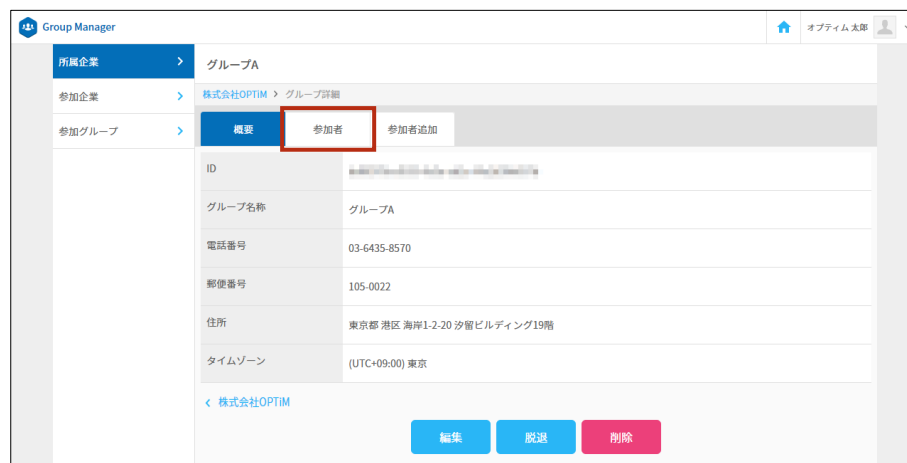 Group Manager
オプティム 太郎
所属企業
参加企業
参加グループ
グループA
株式会社OPTiM > グループ詳細
概要 参加者 参加者追加
ID
グループ名称 グループA
電話番号 03-6435-8570
郵便番号 105-0022
住所 東京都 港区 海岸1-2-20 汐留ビルディング19階
タイムゾーン (UTC+09:00) 東京
< 株式会社OPTiM
編集 脱退 削除